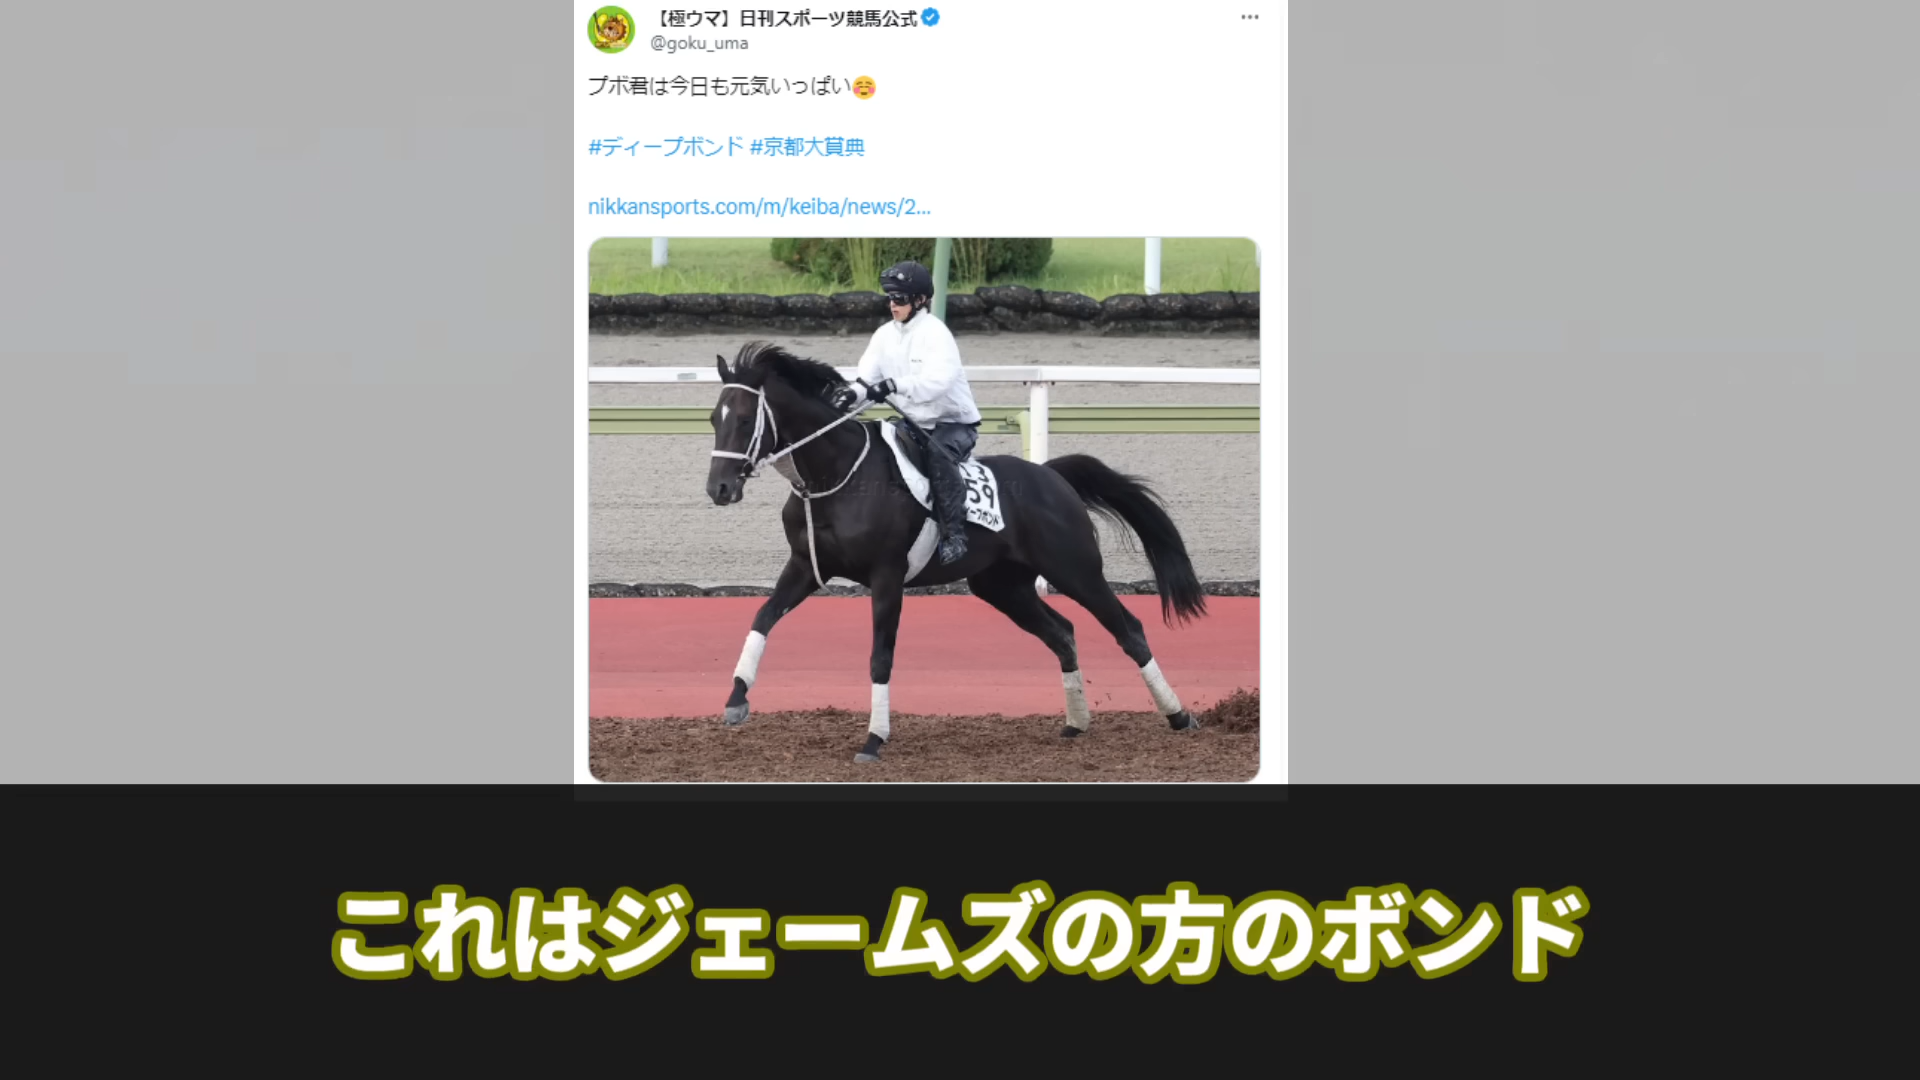 【極ウマ】日刊スポーツ競馬公式
@goku_uma
プボ君は今日も元気いっぱい
#ディープボンド #京都大賞典
nikkansports.com/m/keiba/news/2...
59
これはジェームズの方のボンド